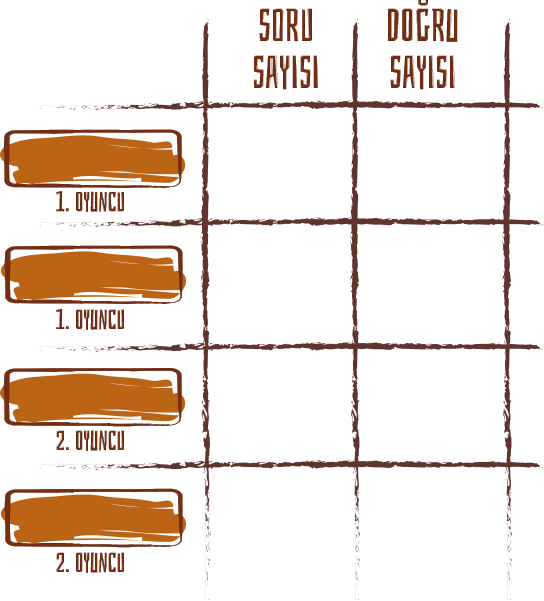 SORU
SAYISI
DOĞRU
SAYISI
1. OYUNCU
1. OYUNCU
2. OYUNCU
2. OYUNCU